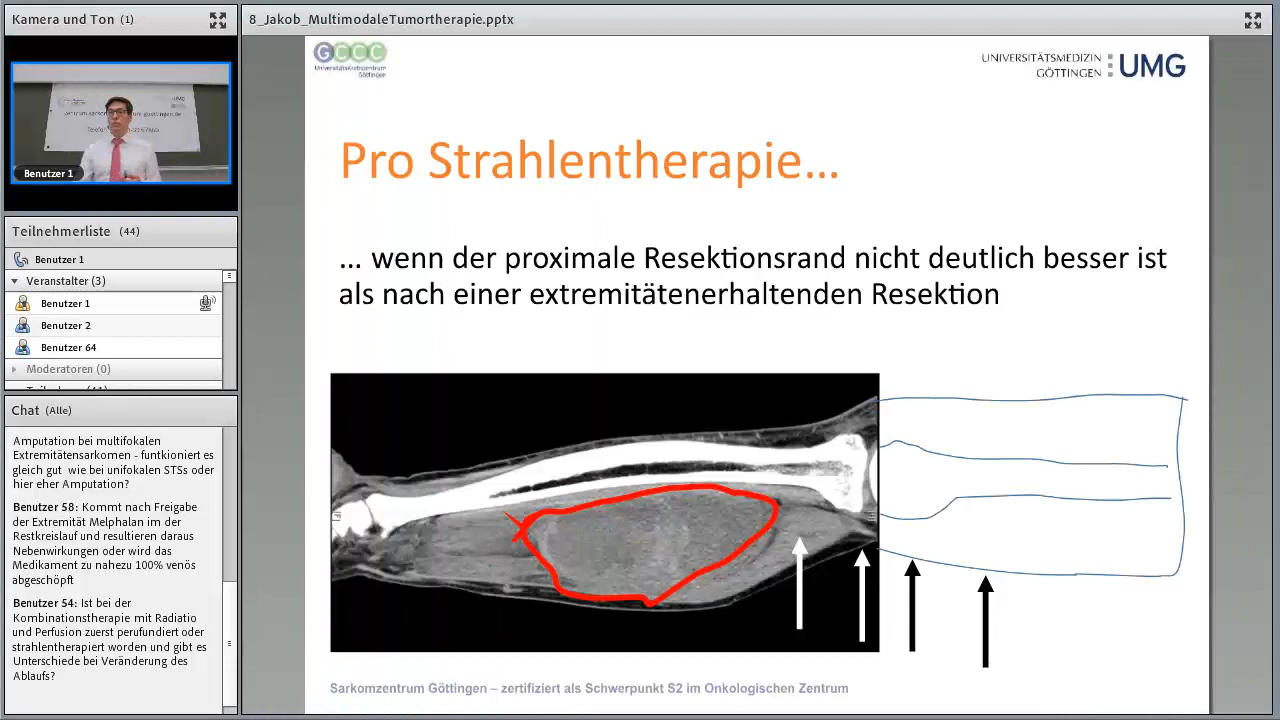 Kamera und Ton (1)
8_Jakob_MultimodaleTumortherapie.pptx
Benutzer 1
Teilnehmerliste (44)
Benutzer 1
Veranstalter (3)
Benutzer 1
Benutzer 2
Benutzer 64
Moderatoren (0)
Chat (Alle)
Amputation bei multifokalen
Extremitätensarkomen - funtkioniert es
gleich gut wie bei unifokalen STSs oder
hier eher Amputation?
Benutzer 58: Kommt nach Freigabe
der Extremität Melphalan im der
Restkreislauf und resultieren daraus
Nebenwirkungen oder wird das
Medikament zu nahezu 100% venös
abgeschöpft
Benutzer 54: Ist bei der
Kombinationstherapie mit Radiatio
und Perfusion zuerst perufundiert oder
strahlentherapiert worden und gibt es
Unterschiede bei Veränderung des
Ablaufs?
GCCC
UniversitätsKrebszentrum
Göttingen
UNIVERSITÄTSMEDIZIN
GÖTTINGEN
UMG
Pro Strahlentherapie...
... wenn der proximale Resektionsrand nicht deutlich besser ist
als nach einer extremitätenerhaltenden Resektion
Sarkomzentrum Göttingen – zertifiziert als Schwerpunkt S2 im Onkologischen Zentrum